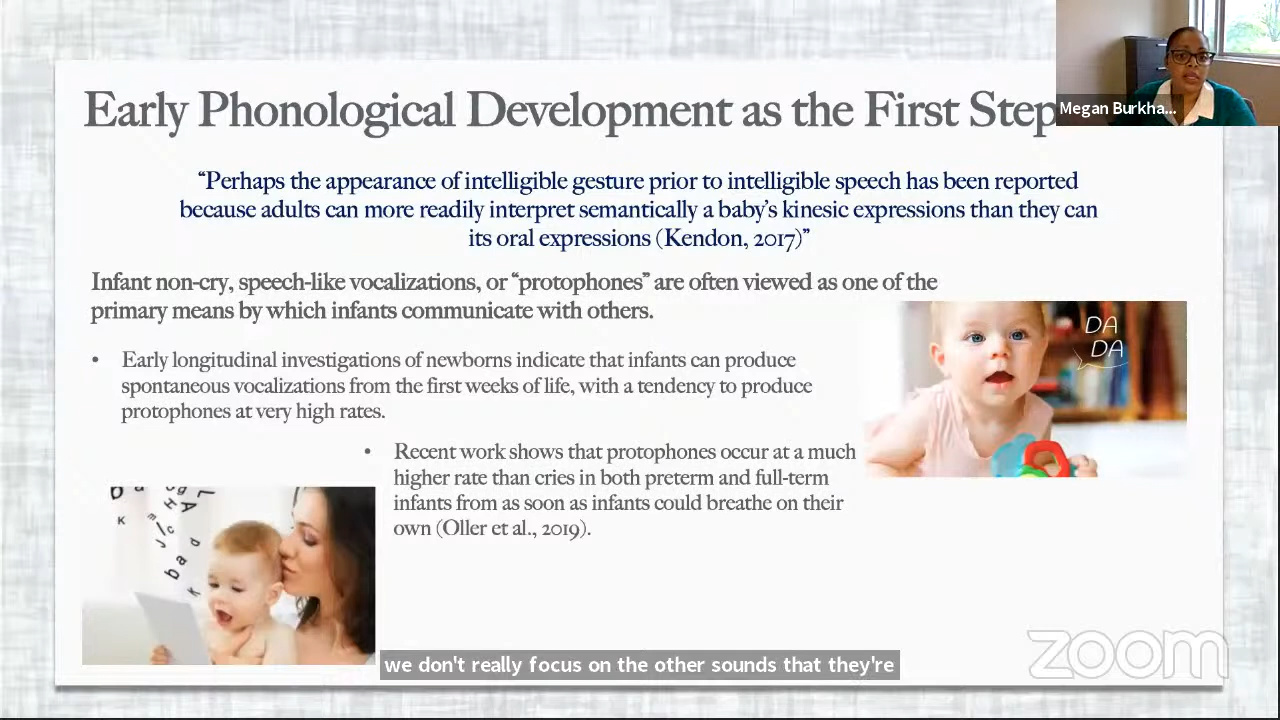 Early Phonological Development as the First Step
Megan Burkha...
“Perhaps the appearance of intelligible gesture prior to intelligible speech has been reported
because adults can more readily interpret semantically a baby’s kinesic expressions than they can
its oral expressions (Kendon, 2017)”
Infant non-cry, speech-like vocalizations, or “protophones” are often viewed as one of the
primary means by which infants communicate with others.
DA
DA
• Early longitudinal investigations of newborns indicate that infants can produce
spontaneous vocalizations from the first weeks of life, with a tendency to produce
protophones at very high rates.
• Recent work shows that protophones occur at a much
higher rate than cries in both preterm and full-term
infants from as soon as infants could breathe on their
own (Oller et al., 2019).
we don't really focus on the other sounds that they're
zoom